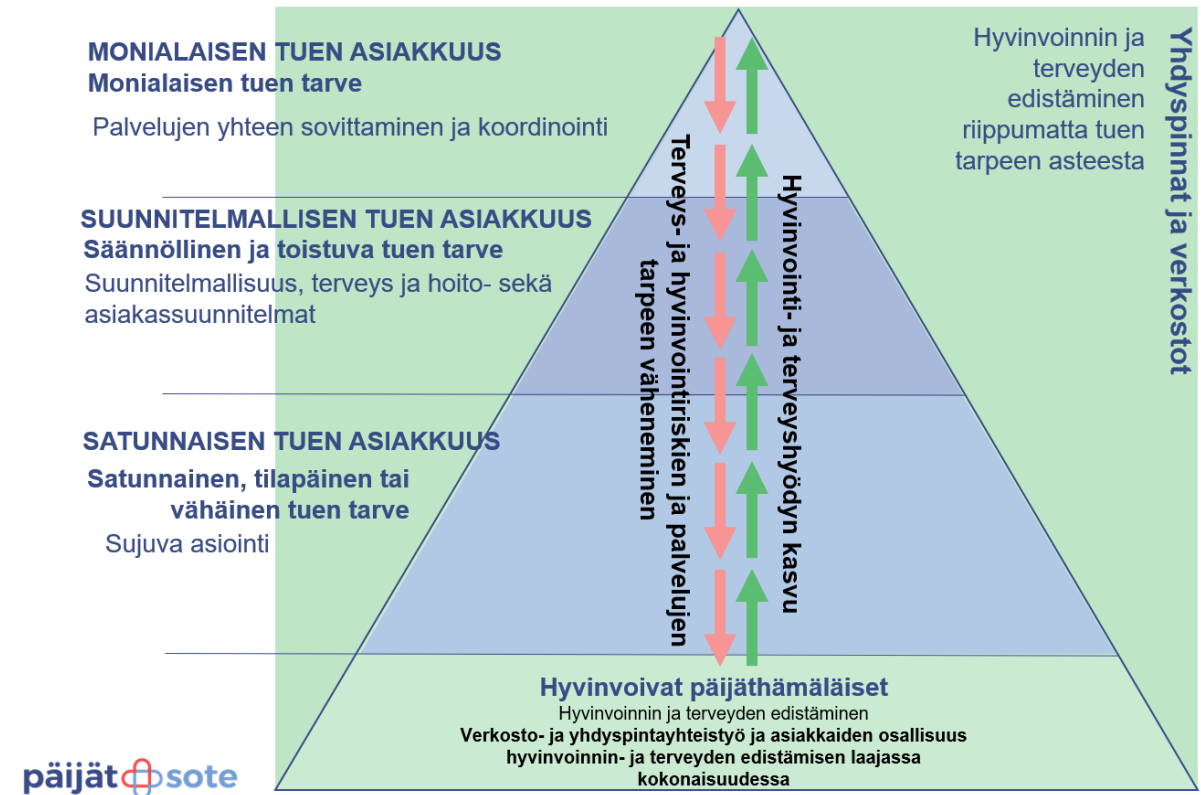 MONIALAISEN TUEN ASIAKKUUS
Monialaisen tuen tarve
Palvelujen yhteen sovittaminen ja koordinointi
SUUNNITELMALLISEN TUEN ASIAKKUUS
Säännöllinen ja toistuva tuen tarve
Suunnitelmallisuus, terveys ja hoito- sekä
asiakassuunnitelmat
SATUNNAISEN TUEN ASIAKKUUS
Satunnainen, tilapäinen tai
vähäinen tuen tarve
Sujuva asiointi
Terveys- ja hyvinvointiriskien ja palvelujen
tarpeen väheneminen
Hyvinvointi- ja terveyshyödyn kasvu
Hyvinvoinnin ja
terveyden
edistäminen
riippumatta tuen
tarpeen asteesta
Yhdyspinnat ja verkostot
Hyvinvoivat päijäthämäläiset
Hyvinvoinnin ja terveyden edistäminen
Verkosto- ja yhdyspintayhteistyö ja asiakkaiden osallisuus
hyvinvoinnin- ja terveyden edistämisen laajassa
kokonaisuudessa
päijät sote